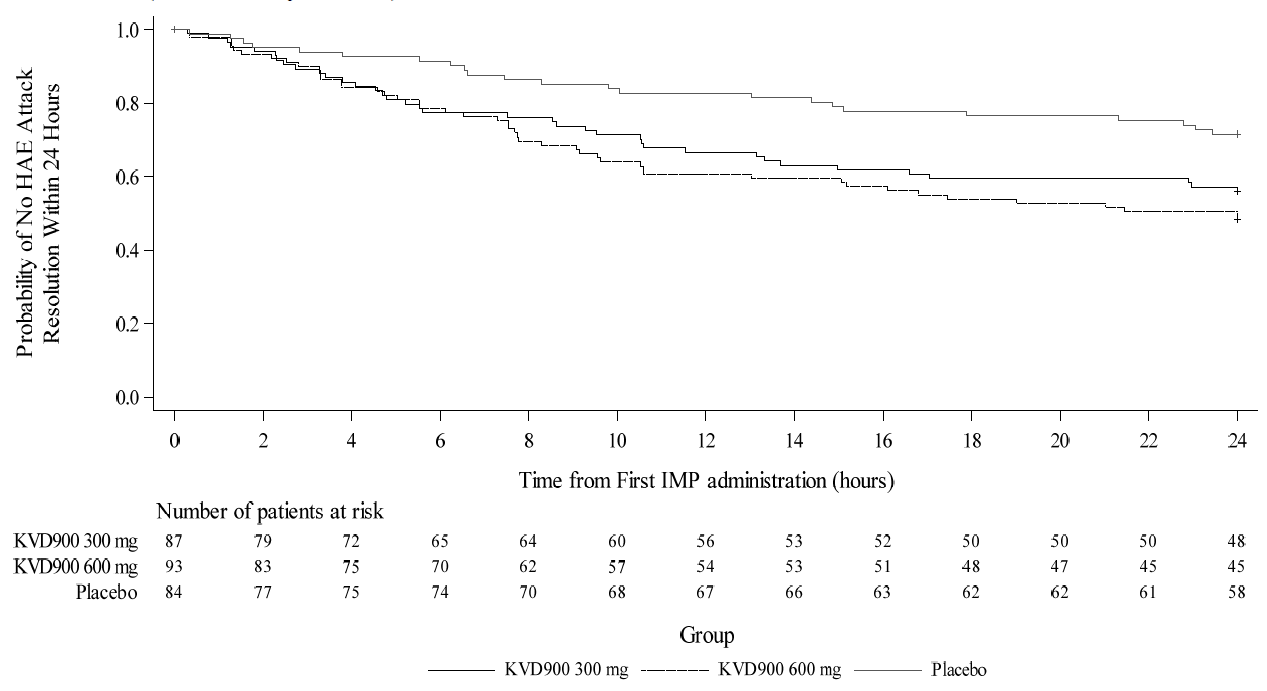 Probability of No HAE Attack
Resolution Within 24 Hours
1.0
0.8
0.6
0.4
0.2
0.0
0 2 4 6 8 10 12 14 16 18 20 22 24
Time from First IMP administration (hours)
Number of patients at risk
KVD900 300 mg 87 79 72 65 64 60 56 53 52 50 50 50 48
KVD900 600 mg 93 83 75 70 62 57 54 53 51 48 47 45 45
Placebo 84 77 75 74 70 68 67 66 63 62 62 61 58
Group
KVD900 300 mg KVD900 600 mg Placebo